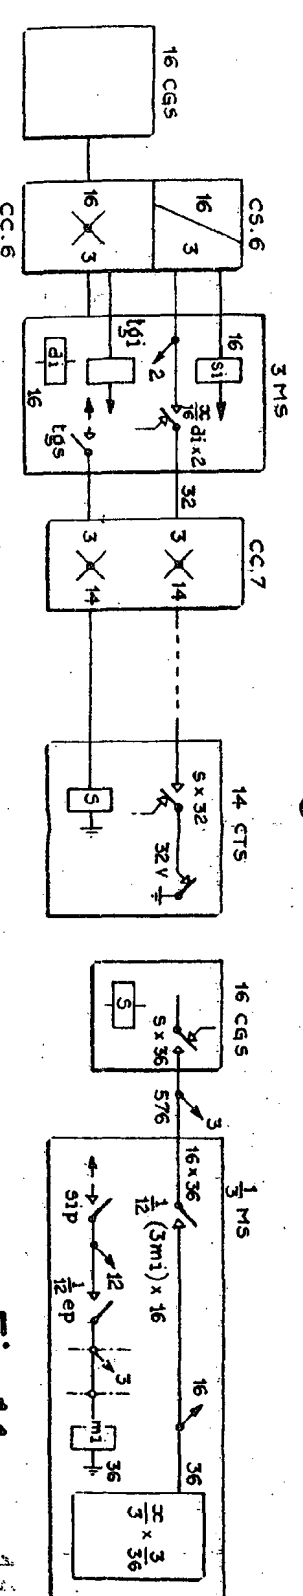 16 CGS
CS.6
16
3
16
3
CC.6
3 MS
16
si
2
x/16 di x 2
tgi
di
16
tgs
32
CC.7
3
14
3
14
14 CTS
S x 32
32 V
S
16 CGS
S x 36
S
576
3
1/3 MS
16 x 36
1/12 (3mi) x 16
16
36
sip
12
1/12 ep
3
mi
36
x/3 x 3/36